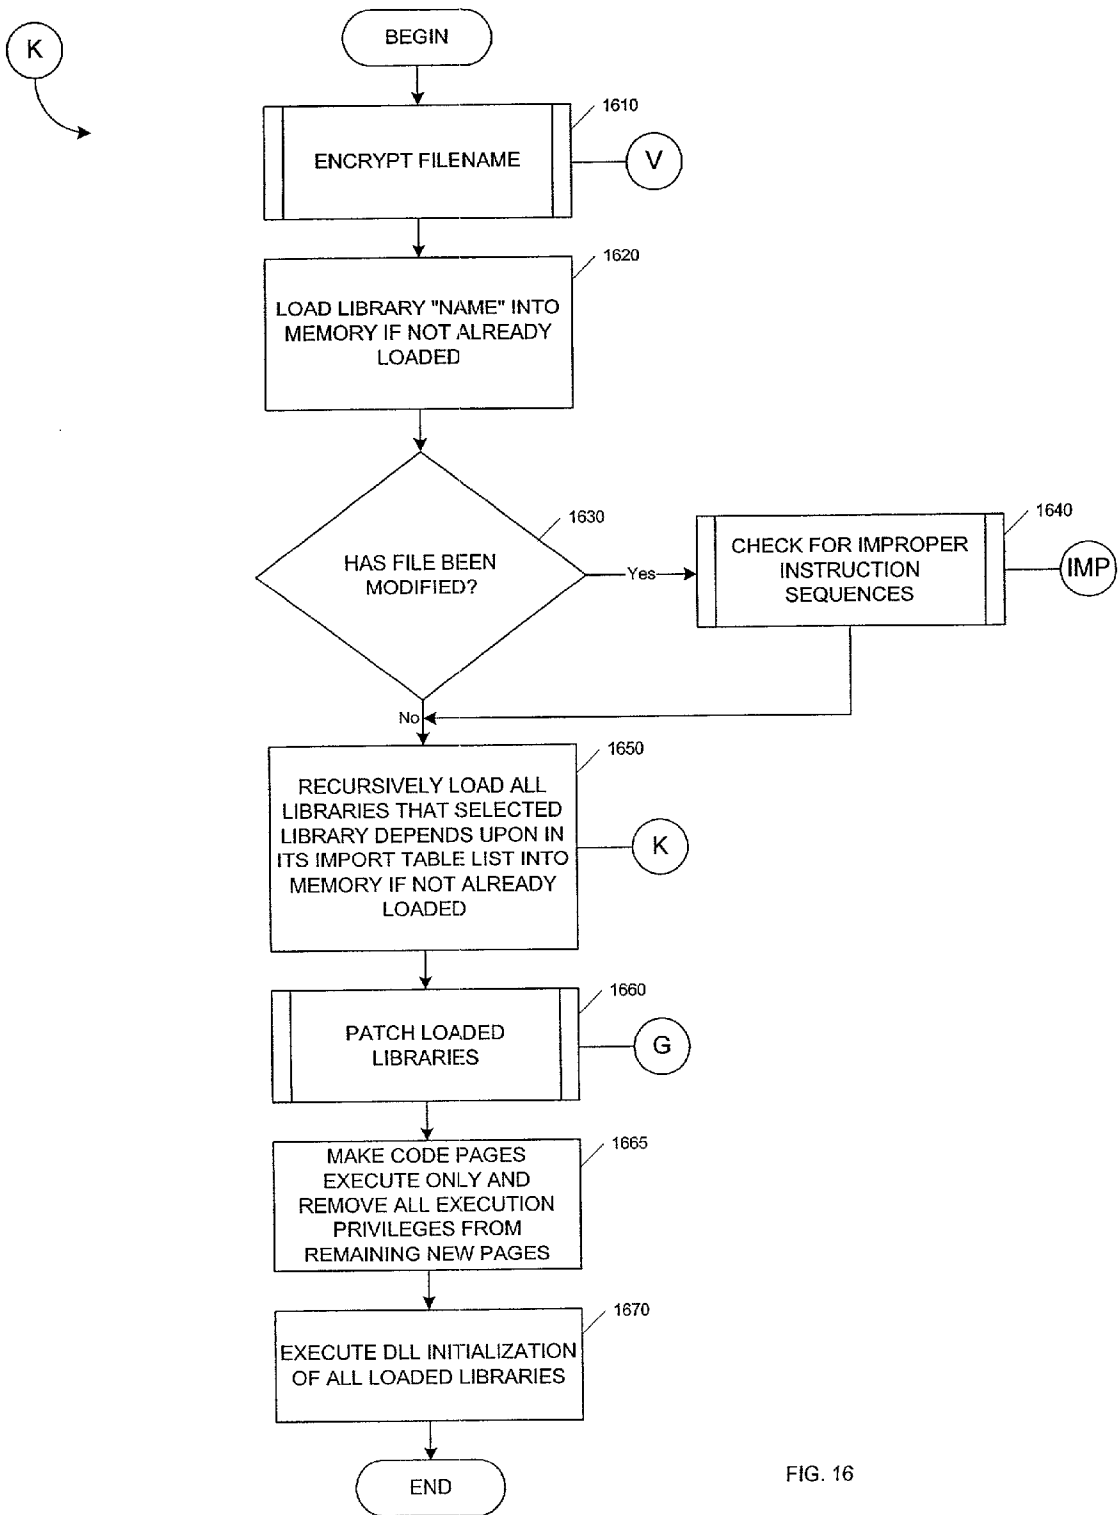 K
BEGIN
1610
ENCRYPT FILENAME
V
1620
LOAD LIBRARY "NAME" INTO
MEMORY IF NOT ALREADY
LOADED
1630
HAS FILE BEEN
MODIFIED?
Yes
1640
CHECK FOR IMPROPER
INSTRUCTION
SEQUENCES
IMP
No
1650
RECURSIVELY LOAD ALL
LIBRARIES THAT SELECTED
LIBRARY DEPENDS UPON IN
ITS IMPORT TABLE LIST INTO
MEMORY IF NOT ALREADY
LOADED
K
1660
PATCH LOADED
LIBRARIES
G
1665
MAKE CODE PAGES
EXECUTE ONLY AND
REMOVE ALL EXECUTION
PRIVILEGES FROM
REMAINING NEW PAGES
1670
EXECUTE DLL INITIALIZATION
OF ALL LOADED LIBRARIES
END
FIG. 16